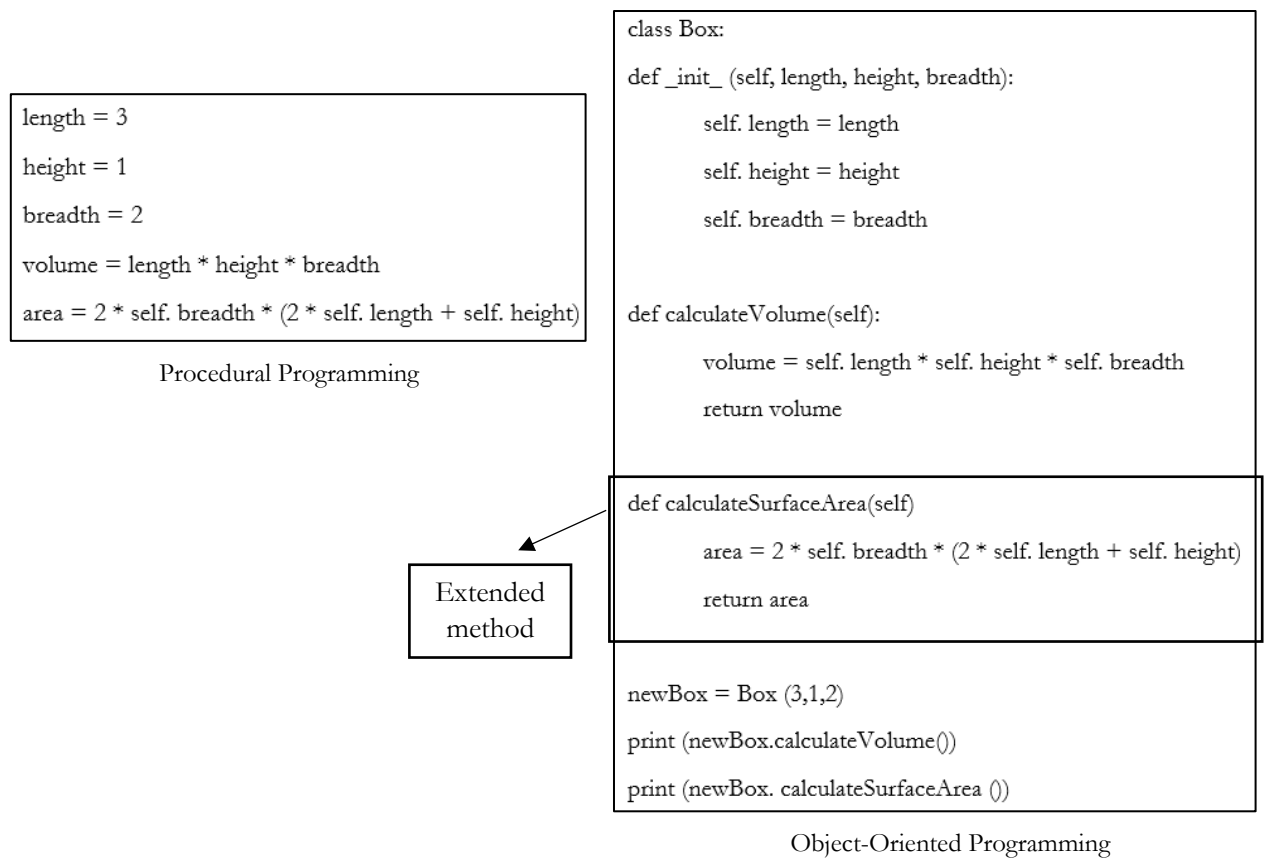 length = 3
height = 1
breadth = 2
volume = length * height * breadth
area = 2 * self. breadth * (2 * self. length + self. height)
Procedural Programming
class Box:
def _init_ (self, length, height, breadth):
self. length = length
self. height = height
self. breadth = breadth
def calculateVolume(self):
volume = self. length * self. height * self. breadth
return volume
def calculateSurfaceArea(self)
area = 2 * self. breadth * (2 * self. length + self. height)
return area
Extended
method
newBox = Box (3,1,2)
print (newBox.calculateVolume())
print (newBox. calculateSurfaceArea ())
Object-Oriented Programming